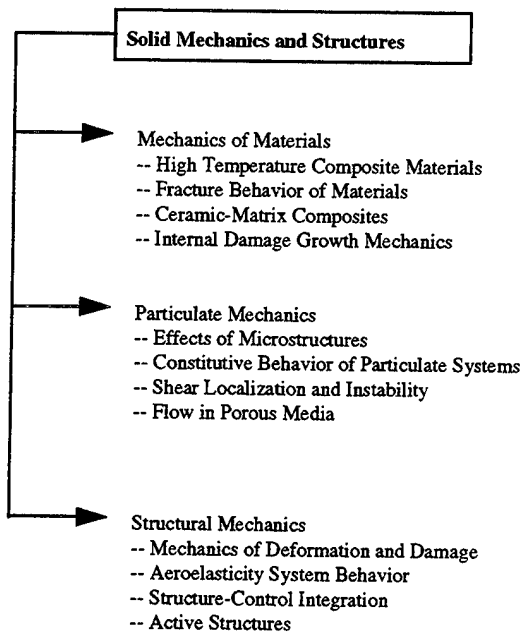 Solid Mechanics and Structures
Mechanics of Materials
-- High Temperature Composite Materials
-- Fracture Behavior of Materials
-- Ceramic-Matrix Composites
-- Internal Damage Growth Mechanics
Particulate Mechanics
-- Effects of Microstructures
-- Constitutive Behavior of Particulate Systems
-- Shear Localization and Instability
-- Flow in Porous Media
Structural Mechanics
-- Mechanics of Deformation and Damage
-- Aeroelasticity System Behavior
-- Structure-Control Integration
-- Active Structures